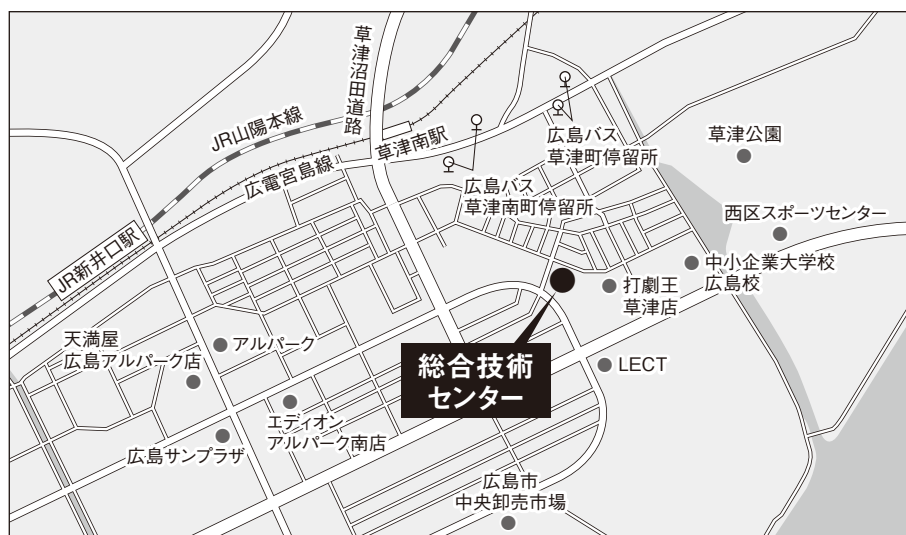 草津沼田道路
JR山陽本線
広電宮島線
草津南駅
広島バス
草津町停留所
草津公園
広島バス
草津南町停留所
西区スポーツセンター
JR新井口駅
中小企業大学校
広島校
打劇王
草津店
天満屋
広島アルパーク店
アルパーク
総合技術
センター
LECT
エディオン
アルパーク南店
広島サンプラザ
広島市
中央卸売市場